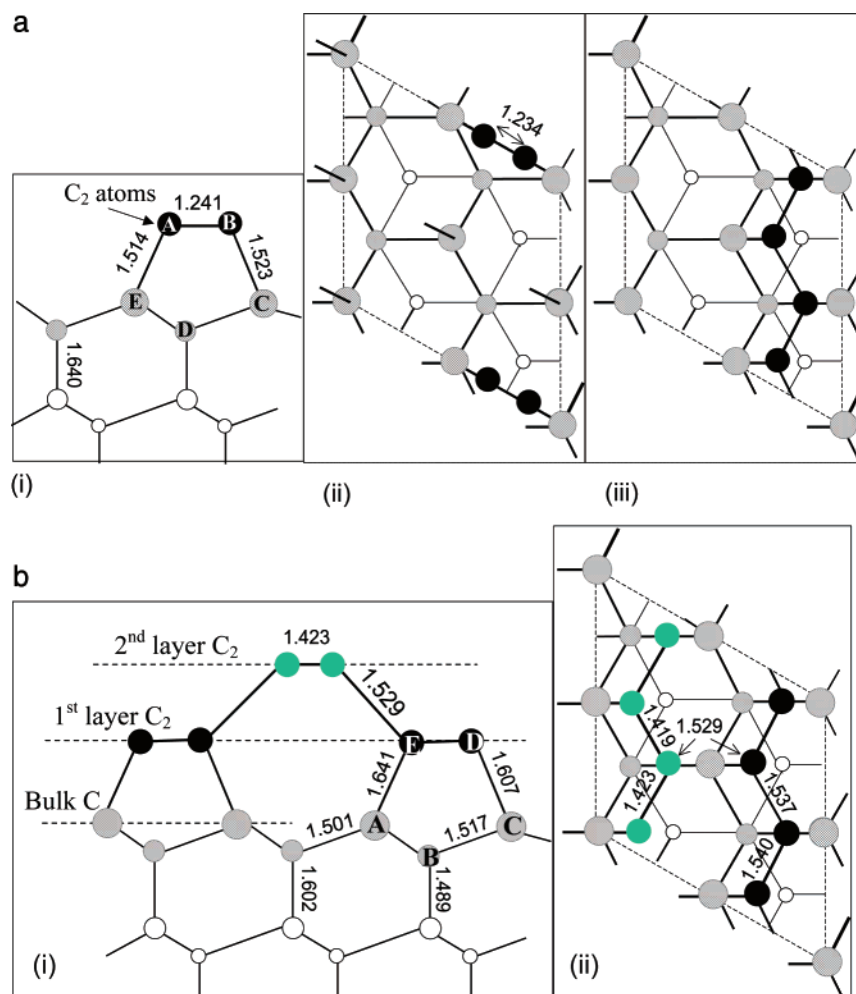 a
C₂ atoms
1.241
A
B
1.514
1.523
E
D
C
1.640
(i)
1.234
(ii)
(iii)
b
2nd layer C₂
1.423
1.529
1st layer C₂
E
D
1.641
1.607
Bulk C
1.501
A
1.517
C
B
1.602
1.489
(i)
1.419
1.529
1.423
1.537
1.540
(ii)